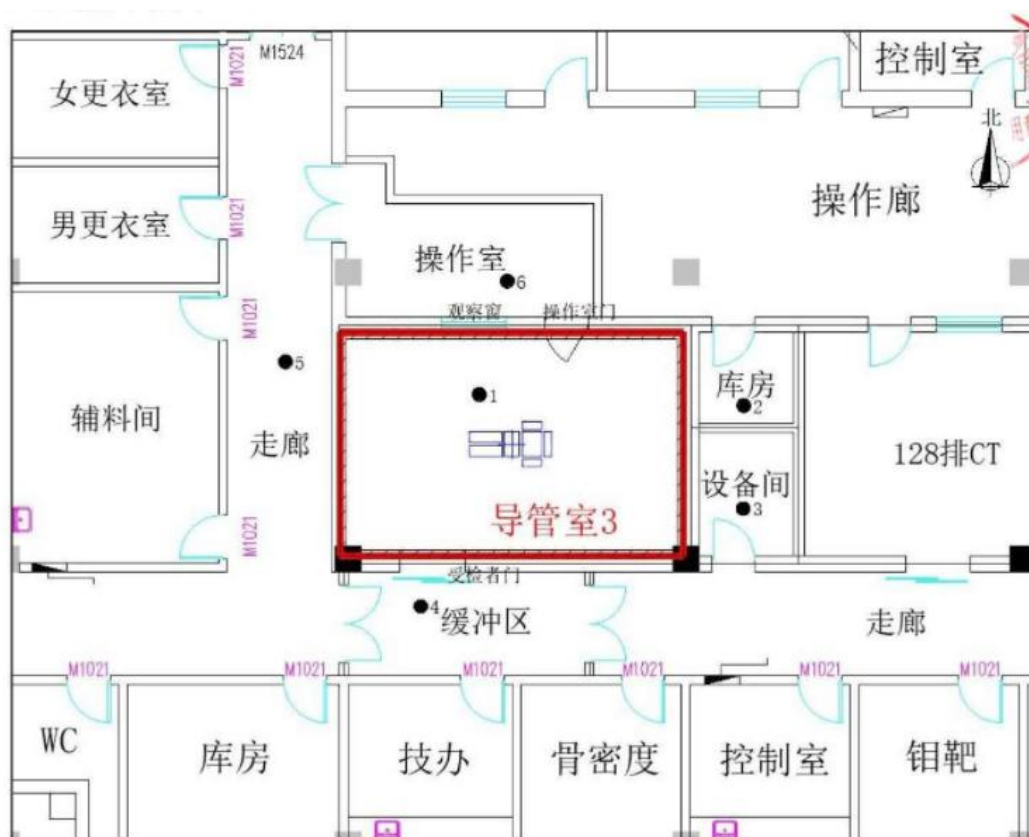 M1524
控制室
女更衣室
M1021
北
操作廊
男更衣室
M1021
操作室
6
观察窗
操作室门
M1021
5
1
库房
2
辅料间
走廊
128排CT
设备间
3
导管室3
M1021
受检者门
4
缓冲区
走廊
M1021
M1021
M1021
M1021
M1021
M1021
WC
库房
技办
骨密度
控制室
钼靶